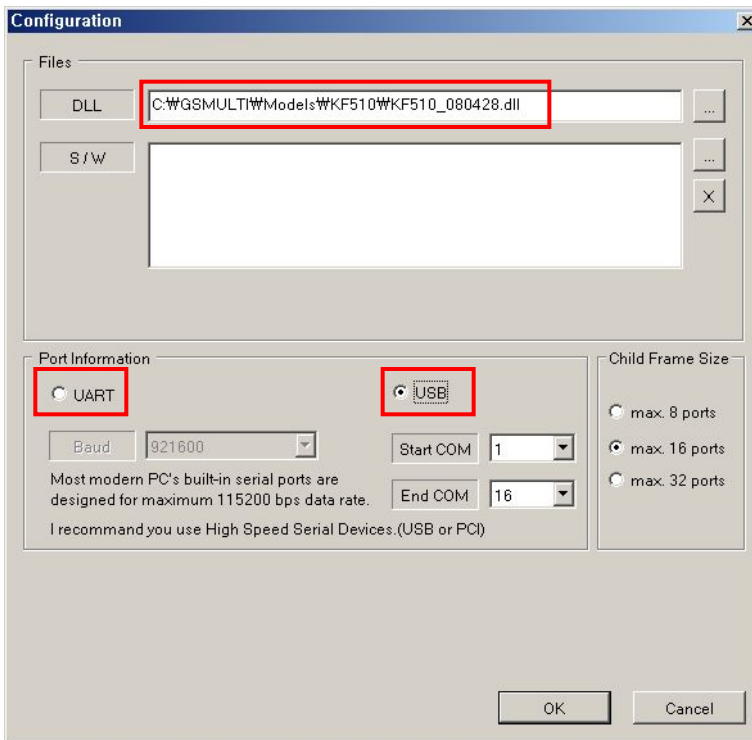 Configuration
Files
DLL
C:₩GSMULTI₩Models₩KF510₩KF510_080428.dll
...
S/W
...
X
Port Information
UART
USB
Baud
921600
Start COM
1
Most modern PC's built-in serial ports are
designed for maximum 115200 bps data rate.
End COM
16
I recommand you use High Speed Serial Devices.(USB or PCI)
Child Frame Size
max. 8 ports
max. 16 ports
max. 32 ports
OK
Cancel